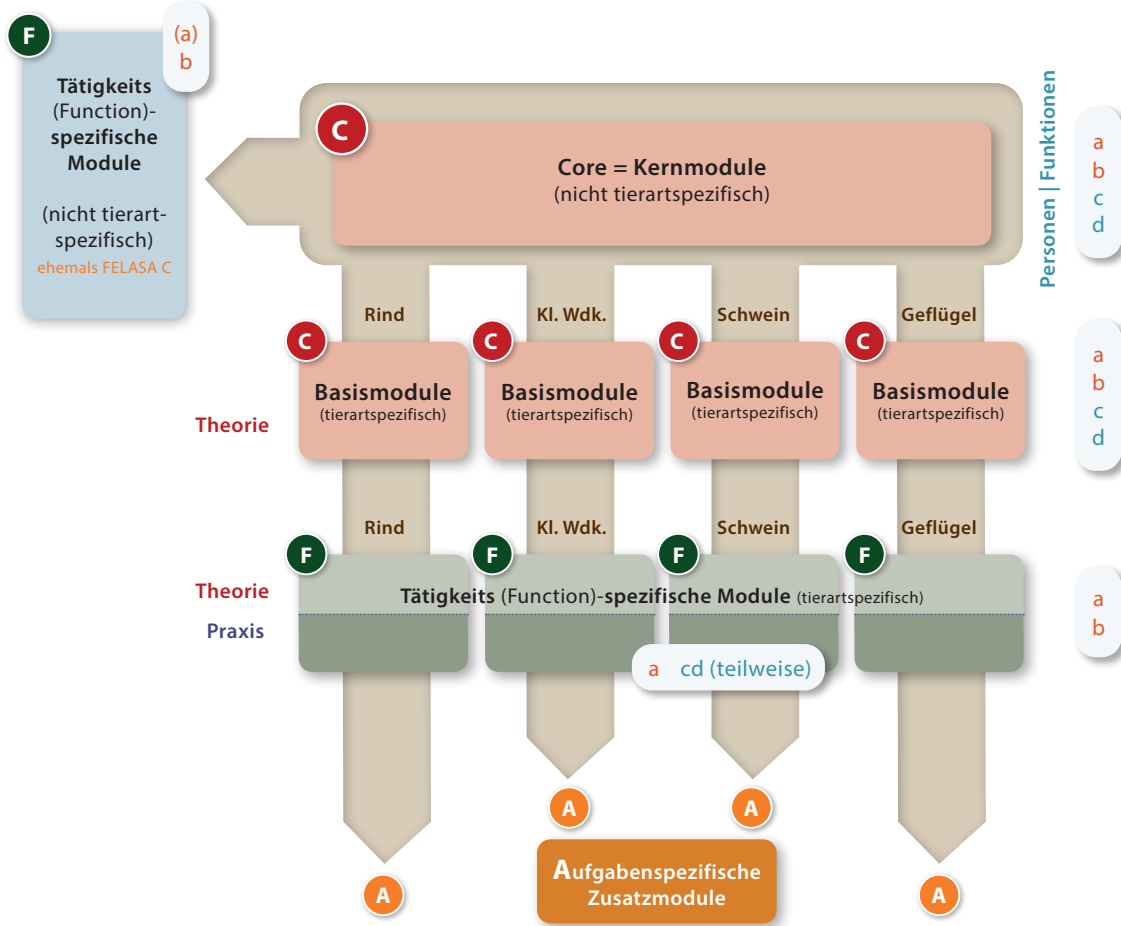 F
(a)
b
Tätigkeits
(Function)-
spezifische
Module
(nicht tierart-
spezifisch)
ehemals FELASA C
C
Core = Kernmodule
(nicht tierartspezifisch)
Personen | Funktionen
a
b
c
d
Rind
Kl. Wdk.
Schwein
Geflügel
C
C
C
C
Theorie
Basismodule
(tierartspezifisch)
Basismodule
(tierartspezifisch)
Basismodule
(tierartspezifisch)
Basismodule
(tierartspezifisch)
a
b
c
d
Rind
Kl. Wdk.
Schwein
Geflügel
F
F
F
F
Theorie
Tätigkeits (Function)-spezifische Module (tierartspezifisch)
Praxis
a
b
a cd (teilweise)
A
A
A
A
Aufgabenspezifische
Zusatzmodule